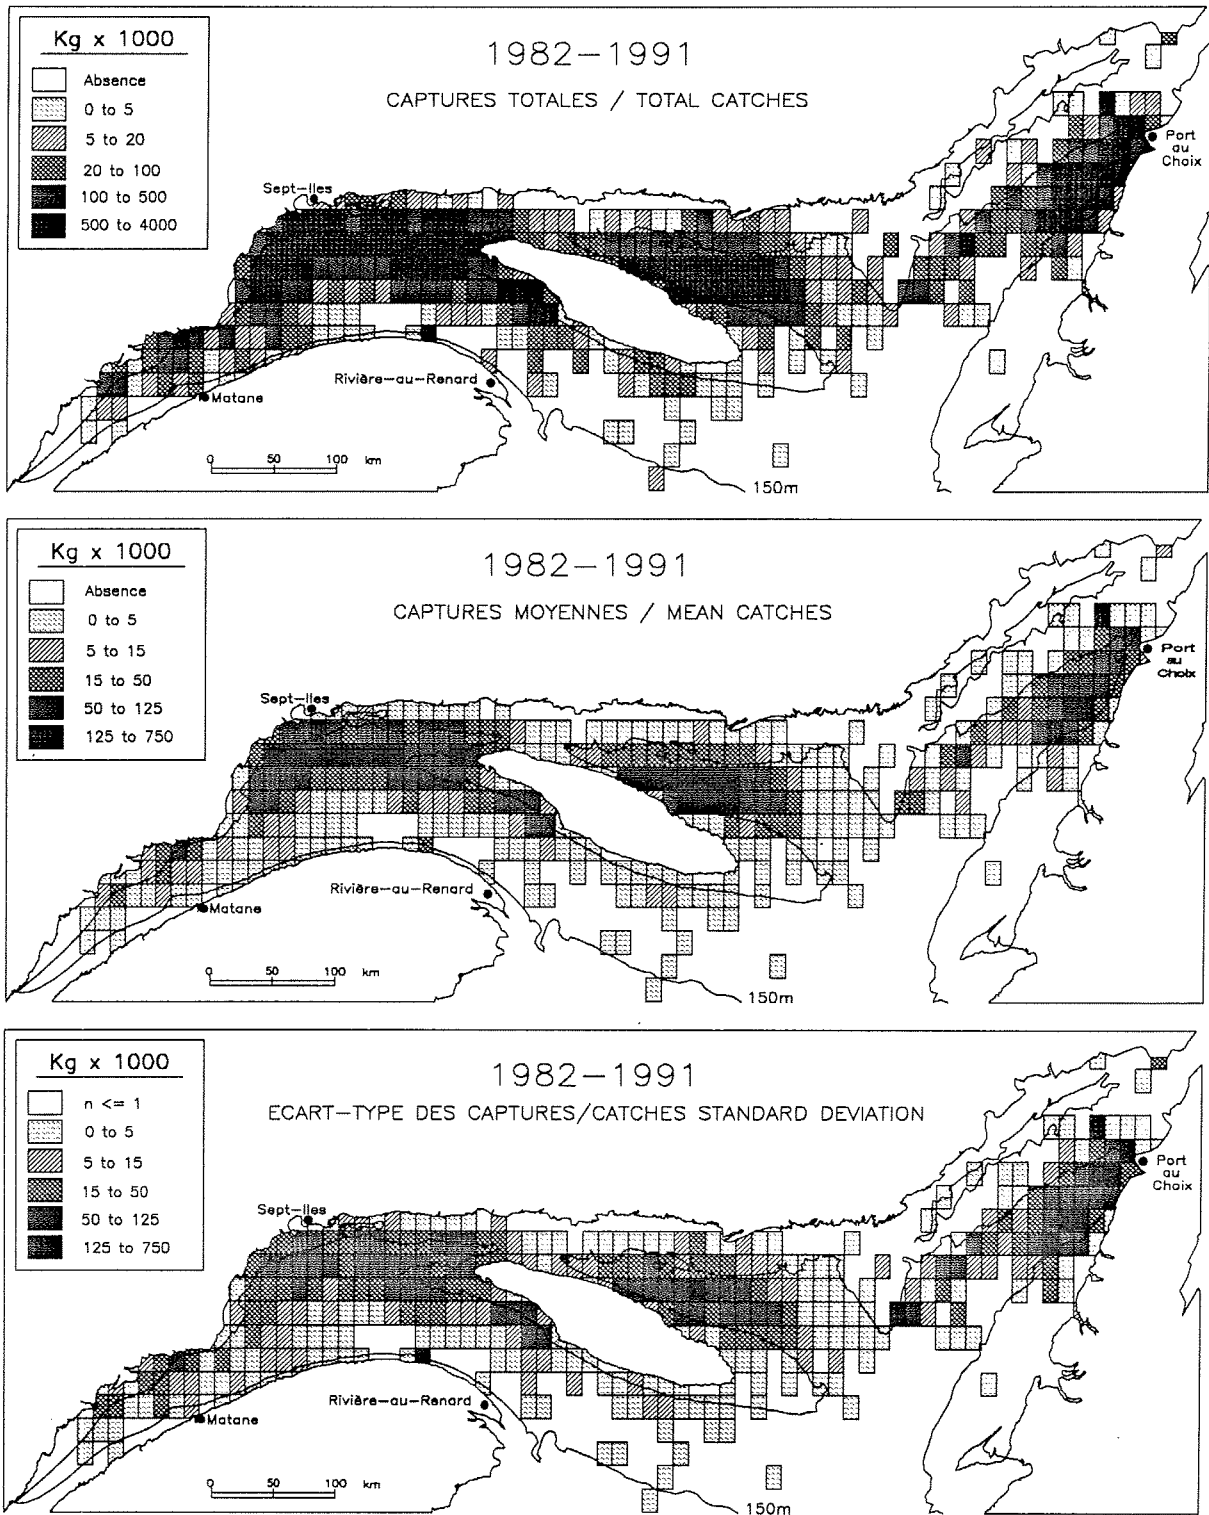 Kg x 1000
Absence
0 to 5
5 to 20
20 to 100
100 to 500
500 to 4000
1982-1991
CAPTURES TOTALES / TOTAL CATCHES
Sept-Iles
Port
au
Choix
Rivière-au-Renard
Matane
0 50 100 km
150m
Kg x 1000
Absence
0 to 5
5 to 15
15 to 50
50 to 125
125 to 750
1982-1991
CAPTURES MOYENNES / MEAN CATCHES
Sept-Iles
Port
au
Choix
Rivière-au-Renard
Matane
0 50 100 km
150m
Kg x 1000
n <= 1
0 to 5
5 to 15
15 to 50
50 to 125
125 to 750
1982-1991
ECART-TYPE DES CAPTURES/CATCHES STANDARD DEVIATION
Sept-Iles
Port
au
Choix
Rivière-au-Renard
Matane
0 50 100 km
150m